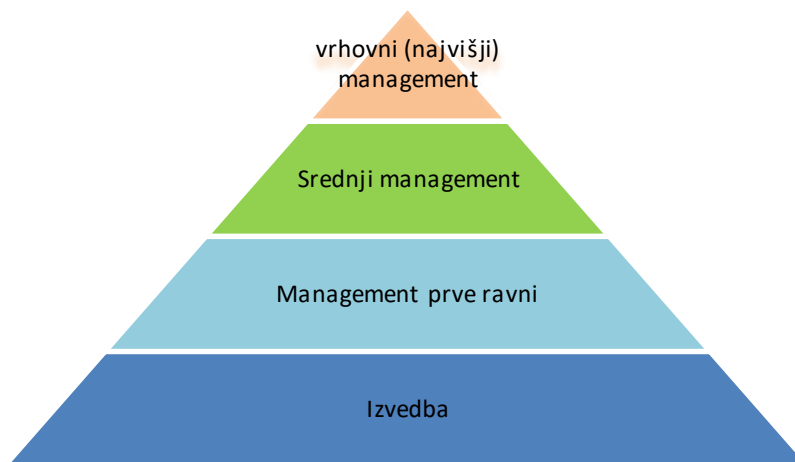 vrhovni (najvišji)
management
Srednji management
Management prve ravni
Izvedba